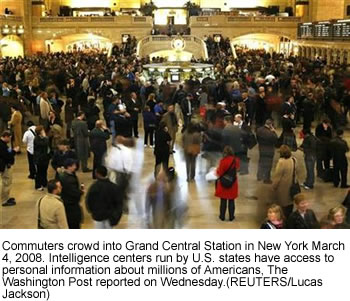 Commuters crowd into Grand Central Station in New York March
4, 2008. Intelligence centers run by U.S. states have access to
personal information about millions of Americans, The
Washington Post reported on Wednesday.(REUTERS/Lucas
Jackson)